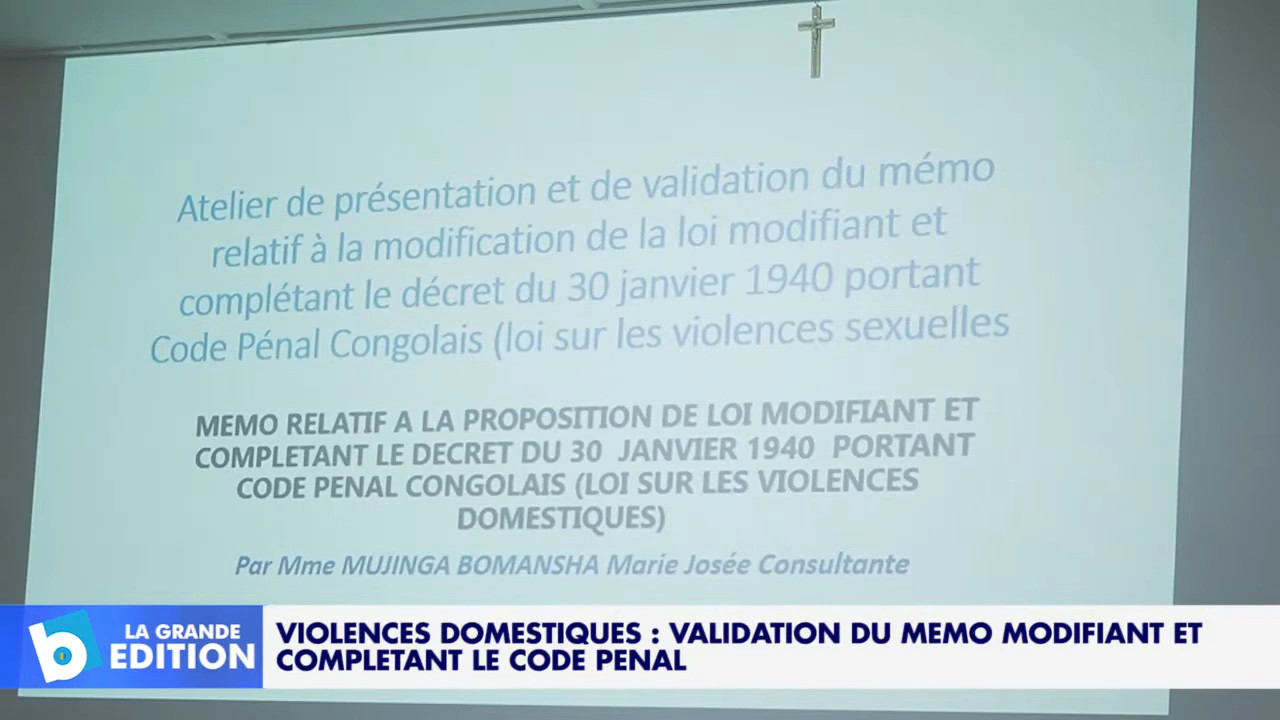 Atelier de présentation et de validation du mémo
relatif à la modification de la loi modifiant et
complétant le décret du 30 janvier 1940 portant
Code Pénal Congolais (loi sur les violences sexuelles
MEMO RELATIF A LA PROPOSITION DE LOI MODIFIANT ET
COMPLETANT LE DECRET DU 30 JANVIER 1940 PORTANT
CODE PENAL CONGOLAIS (LOI SUR LES VIOLENCES
DOMESTIQUES)
Par Mme MUJINGA BOMANSHA Marie Josée Consultante
b
LA GRANDE
EDITION
VIOLENCES DOMESTIQUES : VALIDATION DU MEMO MODIFIANT ET
COMPLETANT LE CODE PENAL